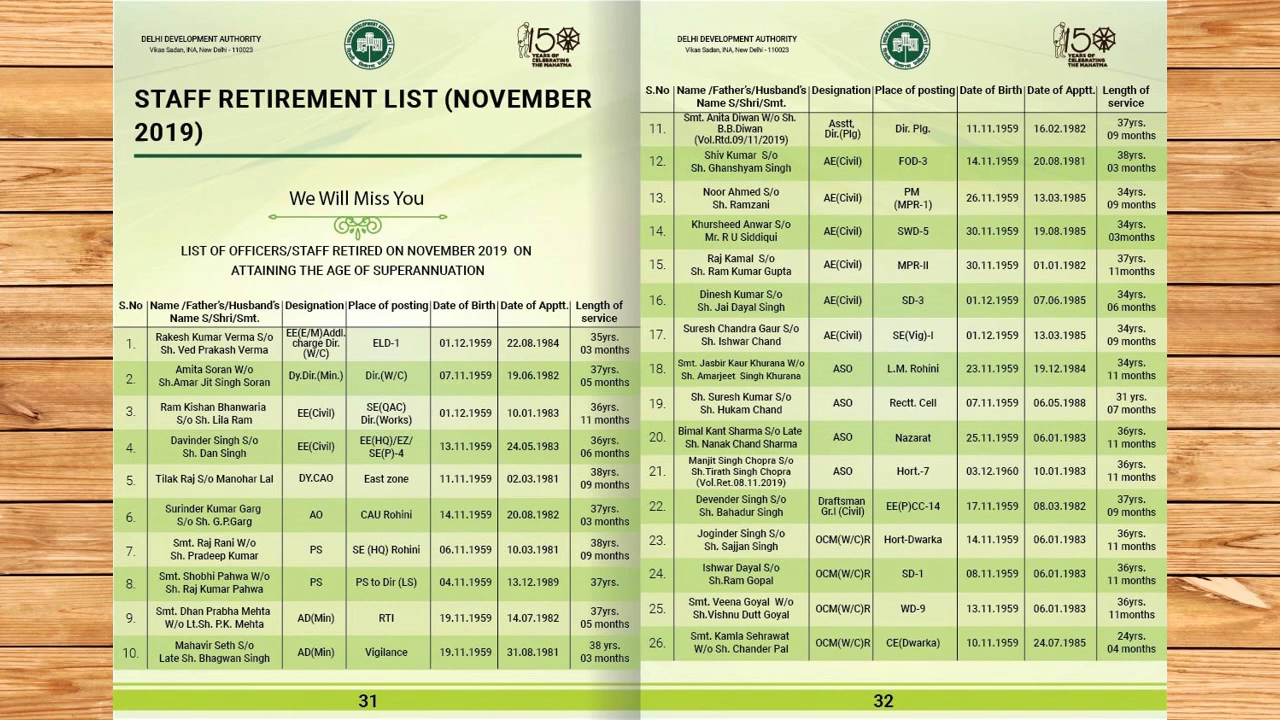 DELHI DEVELOPMENT AUTHORITY
Vikas Sadan, INA, New Delhi - 110023
150
YEARS OF
CELEBRATING
THE MAHATMA
STAFF RETIREMENT LIST (NOVEMBER
2019)
We Will Miss You
LIST OF OFFICERS/STAFF RETIRED ON NOVEMBER 2019 ON
ATTAINING THE AGE OF SUPERANNUATION
S.No Name /Father's/Husband's Designation Place of posting Date of Birth Date of Apptt. Length of
Name S/Shri/Smt. service
1. Rakesh Kumar Verma S/o EE(E/M)Addl. ELD-1 01.12.1959 22.08.1984 35yrs.
Sh. Ved Prakash Verma charge Dir. 03 months
(W/C)
2. Amita Soran W/o Dy.Dir.(Min.) Dir.(W/C) 07.11.1959 19.06.1982 37yrs.
Sh.Amar Jit Singh Soran 05 months
3. Ram Kishan Bhanwaria EE(Civil) SE(QAC) 01.12.1959 10.01.1983 36yrs.
S/o Sh. Lila Ram Dir.(Works) 11 months
4. Davinder Singh S/o EE(Civil) EE(HQ)/EZ/ 13.11.1959 24.05.1983 36yrs.
Sh. Dan Singh SE(P)-4 06 months
5. Tilak Raj S/o Manohar Lal DY.CAO East zone 11.11.1959 02.03.1981 38yrs.
09 months
6. Surinder Kumar Garg AO CAU Rohini 14.11.1959 20.08.1982 37yrs.
S/o Sh. G.P.Garg 03 months
7. Smt. Raj Rani W/o PS SE (HQ) Rohini 06.11.1959 10.03.1981 38yrs.
Sh. Pradeep Kumar 09 months
8. Smt. Shobhi Pahwa W/o PS PS to Dir (LS) 04.11.1959 13.12.1989 37yrs.
Sh. Raj Kumar Pahwa
9. Smt. Dhan Prabha Mehta AD(Min) RTI 19.11.1959 14.07.1982 37yrs.
W/o Lt.Sh. P.K. Mehta 05 months
10. Mahavir Seth S/o AD(Min) Vigilance 19.11.1959 31.08.1981 38 yrs.
Late Sh. Bhagwan Singh 03 months
31
DELHI DEVELOPMENT AUTHORITY
Vikas Sadan, INA, New Delhi - 110023
150
YEARS OF
CELEBRATING
THE MAHATMA
S.No Name /Father's/Husband's Designation Place of posting Date of Birth Date of Apptt. Length of
Name S/Shri/Smt. service
11. Smt. Anita Diwan W/o Sh. Asstt, Dir. Plg. 11.11.1959 16.02.1982 37yrs.
B.B.Diwan Dir.(Plg) 09 months
(Vol.Rtd.09/11/2019)
12. Shiv Kumar S/o AE(Civil) FOD-3 14.11.1959 20.08.1981 38yrs.
Sh. Ghanshyam Singh 03 months
13. Noor Ahmed S/o AE(Civil) PM 26.11.1959 13.03.1985 34yrs.
Sh. Ramzani (MPR-1) 09 months
14. Khursheed Anwar S/o AE(Civil) SWD-5 30.11.1959 19.08.1985 34yrs.
Mr. R U Siddiqui 03months
15. Raj Kamal S/o AE(Civil) MPR-II 30.11.1959 01.01.1982 37yrs.
Sh. Ram Kumar Gupta 11months
16. Dinesh Kumar S/o AE(Civil) SD-3 01.12.1959 07.06.1985 34yrs.
Sh. Jai Dayal Singh 06 months
17. Suresh Chandra Gaur S/o AE(Civil) SE(Vig)-I 01.12.1959 13.03.1985 34yrs.
Sh. Ishwar Chand 09 months
18. Smt. Jasbir Kaur Khurana W/o ASO L.M. Rohini 23.11.1959 19.12.1984 34yrs.
Sh. Amarjeet Singh Khurana 11 months
19. Sh. Suresh Kumar S/o ASO Rectt. Cell 07.11.1959 06.05.1988 31 yrs.
Sh. Hukam Chand 07 months
20. Bimal Kant Sharma S/o Late ASO Nazarat 25.11.1959 06.01.1983 36yrs.
Sh. Nanak Chand Sharma 11 months
21. Manjit Singh Chopra S/o ASO Hort.-7 03.12.1960 10.01.1983 36yrs.
Sh.Tirath Singh Chopra 11 months
(Vol.Ret.08.11.2019)
22. Devender Singh S/o Draftsman EE(P)CC-14 17.11.1959 08.03.1982 37yrs.
Sh. Bahadur Singh Gr.I (Civil) 09 months
23. Joginder Singh S/o OCM(W/C)R Hort-Dwarka 14.11.1959 06.01.1983 36yrs.
Sh. Sajjan Singh 11 months
24. Ishwar Dayal S/o OCM(W/C)R SD-1 08.11.1959 06.01.1983 36yrs.
Sh.Ram Gopal 11 months
25. Smt. Veena Goyal W/o OCM(W/C)R WD-9 13.11.1959 06.01.1983 36yrs.
Sh.Vishnu Dutt Goyal 11months
26. Smt. Kamla Sehrawat OCM(W/C)R CE(Dwarka) 10.11.1959 24.07.1985 24yrs.
W/o Sh. Chander Pal 04 months
32